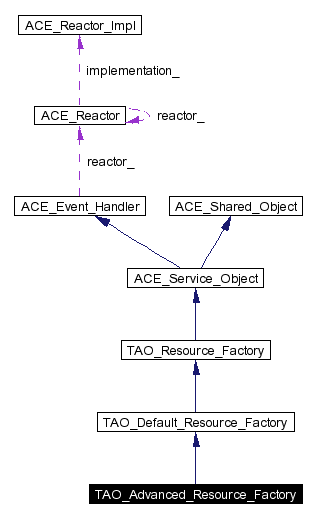 ACE_Reactor_Impl
implementation_
ACE_Reactor
reactor_
reactor_
ACE_Event_Handler
ACE_Shared_Object
ACE_Service_Object
TAO_Resource_Factory
TAO_Default_Resource_Factory
TAO_Advanced_Resource_Factory